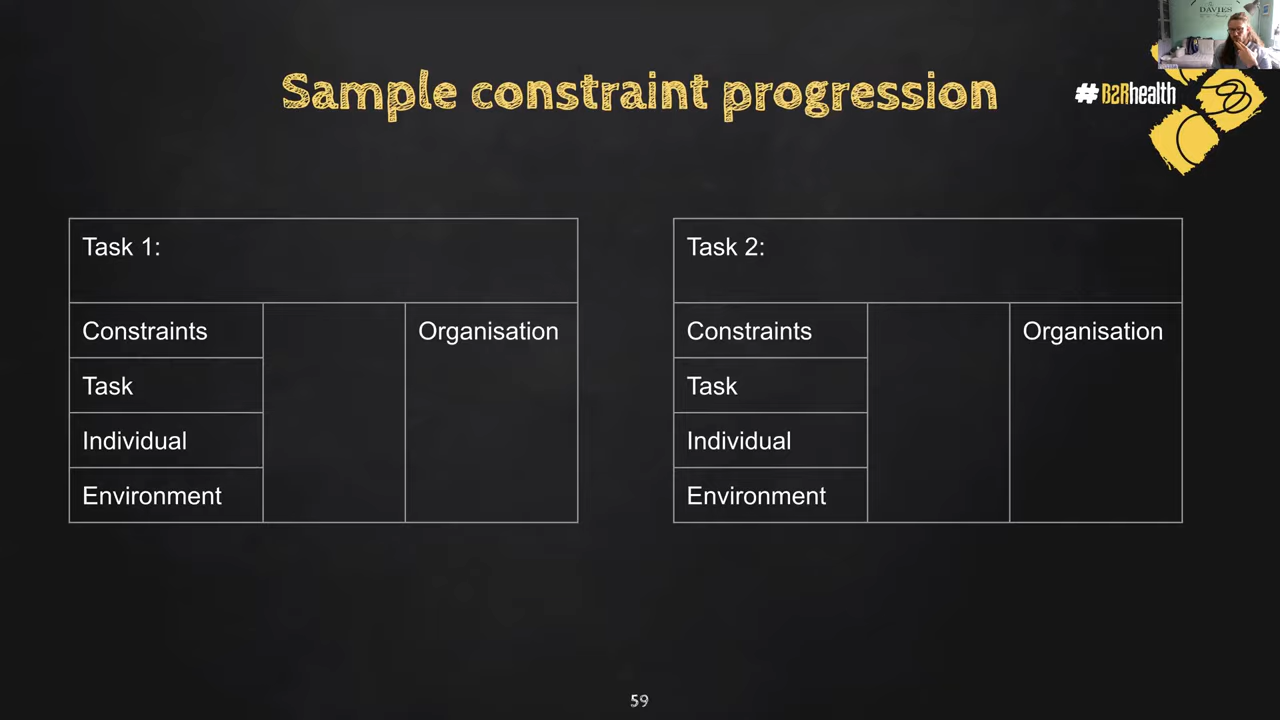 DAVIES
Sample constraint progression
# B2Rhealth
Task 1:
Constraints
Organisation
Task
Individual
Environment
Task 2:
Constraints
Organisation
Task
Individual
Environment
59